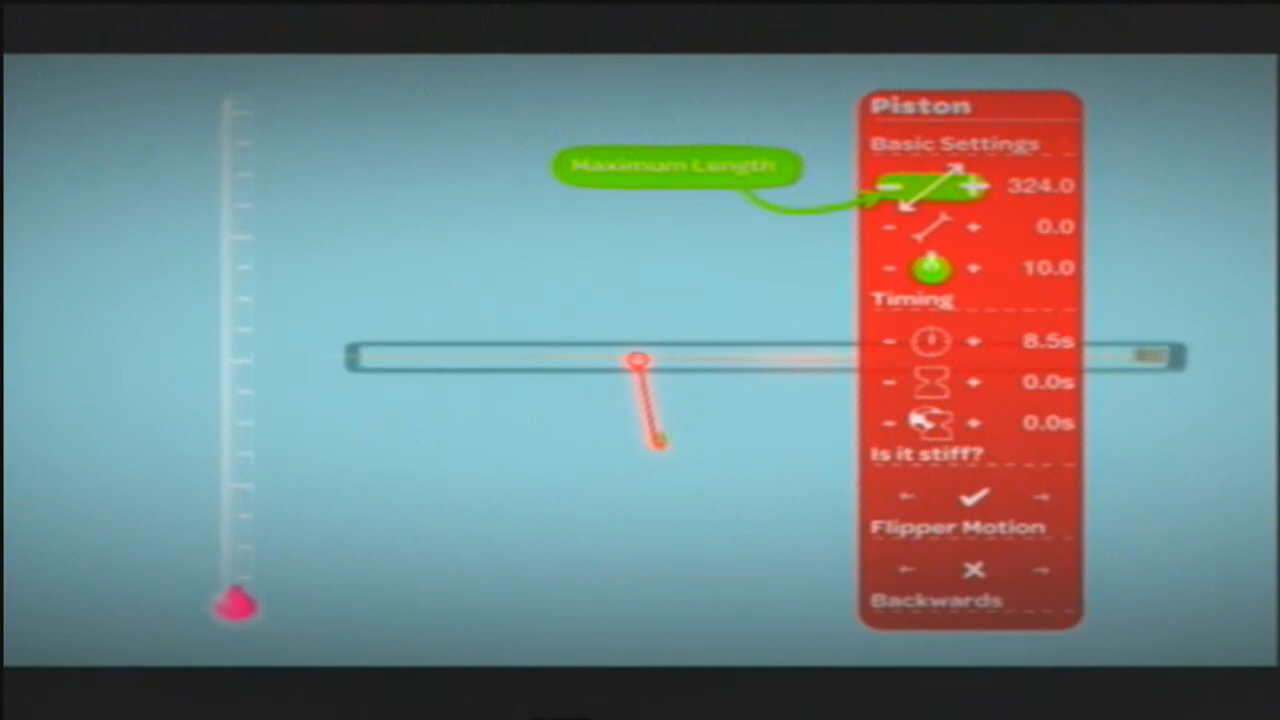 Piston
Basic Settings
Maximum Length
- + 324.0
- + 0.0
- + 10.0
Timing
- + 8.5s
- + 0.0s
- + 0.0s
Is it stiff?
Flipper Motion
Backwards